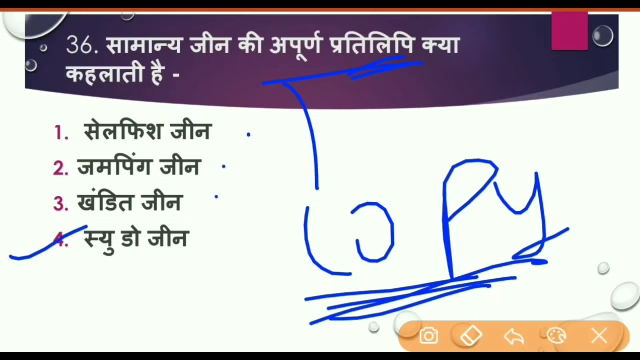 36. सामान्य जीन की अपूर्ण प्रतिलिपि क्या
कहलाती है -
1. सेलफिश जीन
2. जमपिंग जीन
3. खंडित जीन
4. स्यु डो जीन
COPY